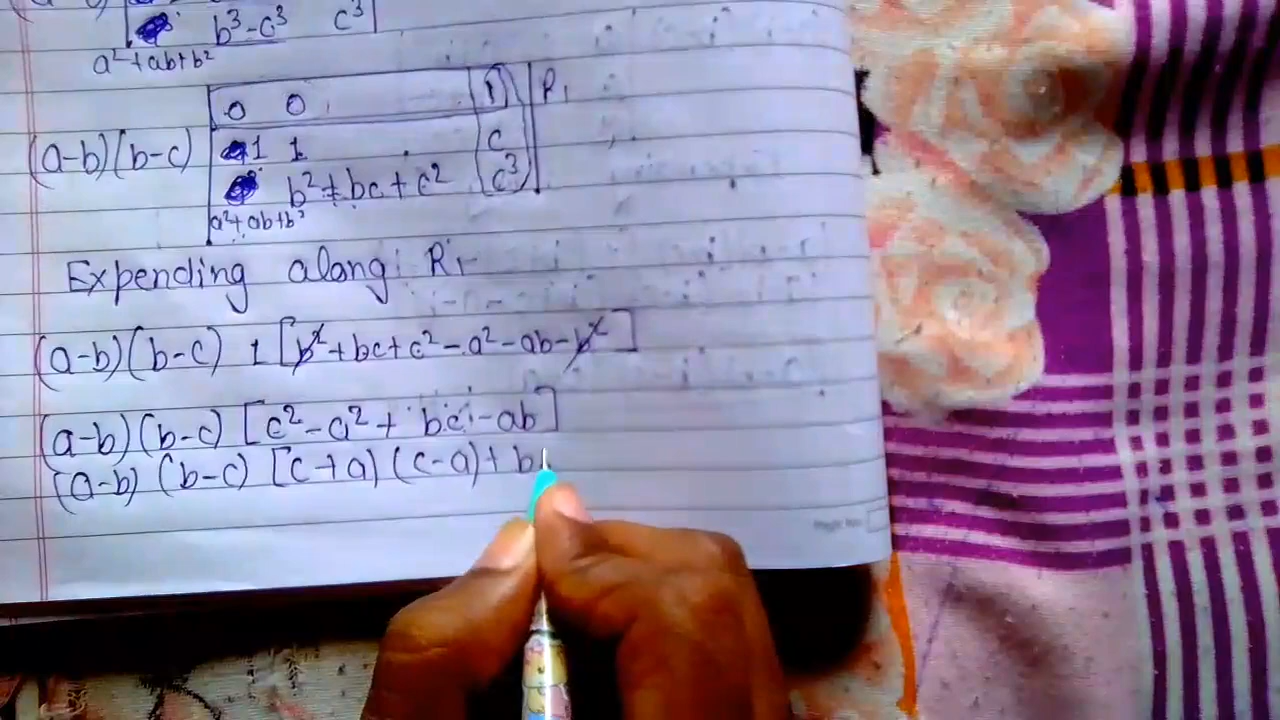 b³-c³ c³
a²+ab+b²
0 0 1 R₁
(a-b)(b-c) 1 1 c
b²+bc+c² c³
a²+ab+b²
Expending along R₁
(a-b)(b-c) 1 [b²+bc+c²-a²-ab-b²]
(a-b)(b-c) [c²-a²+ bc-ab]
(a-b) (b-c) [c+a) (c-a)+ b